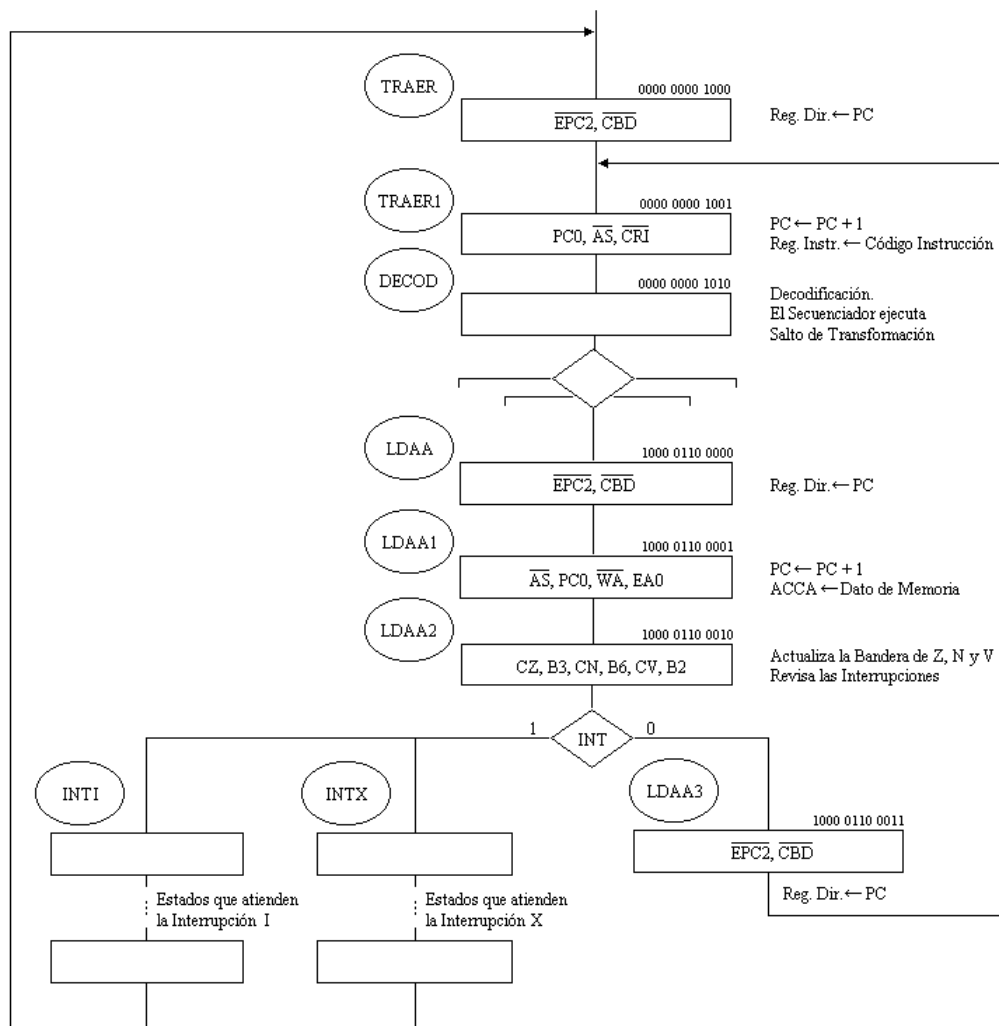 TRAER
0000 0000 1000
EPC2, CBD
Reg. Dir.← PC
TRAER1
0000 0000 1001
PC0, AS, CRI
PC ← PC + 1
Reg. Instr. ← Código Instrucción
DECOD
0000 0000 1010
Decodificación.
El Secuenciador ejecuta
Salto de Transformación
LDAA
1000 0110 0000
EPC2, CBD
Reg. Dir.← PC
LDAA1
1000 0110 0001
AS, PC0, WA, EA0
PC ← PC + 1
ACCA ← Dato de Memoria
LDAA2
1000 0110 0010
CZ, B3, CN, B6, CV, B2
Actualiza la Bandera de Z, N y V
Revisa las Interrupciones
1
INT
0
INTI
INTX
LDAA3
1000 0110 0011
EPC2, CBD
Reg. Dir.← PC
Estados que atienden
la Interrupción I
Estados que atienden
la Interrupción X